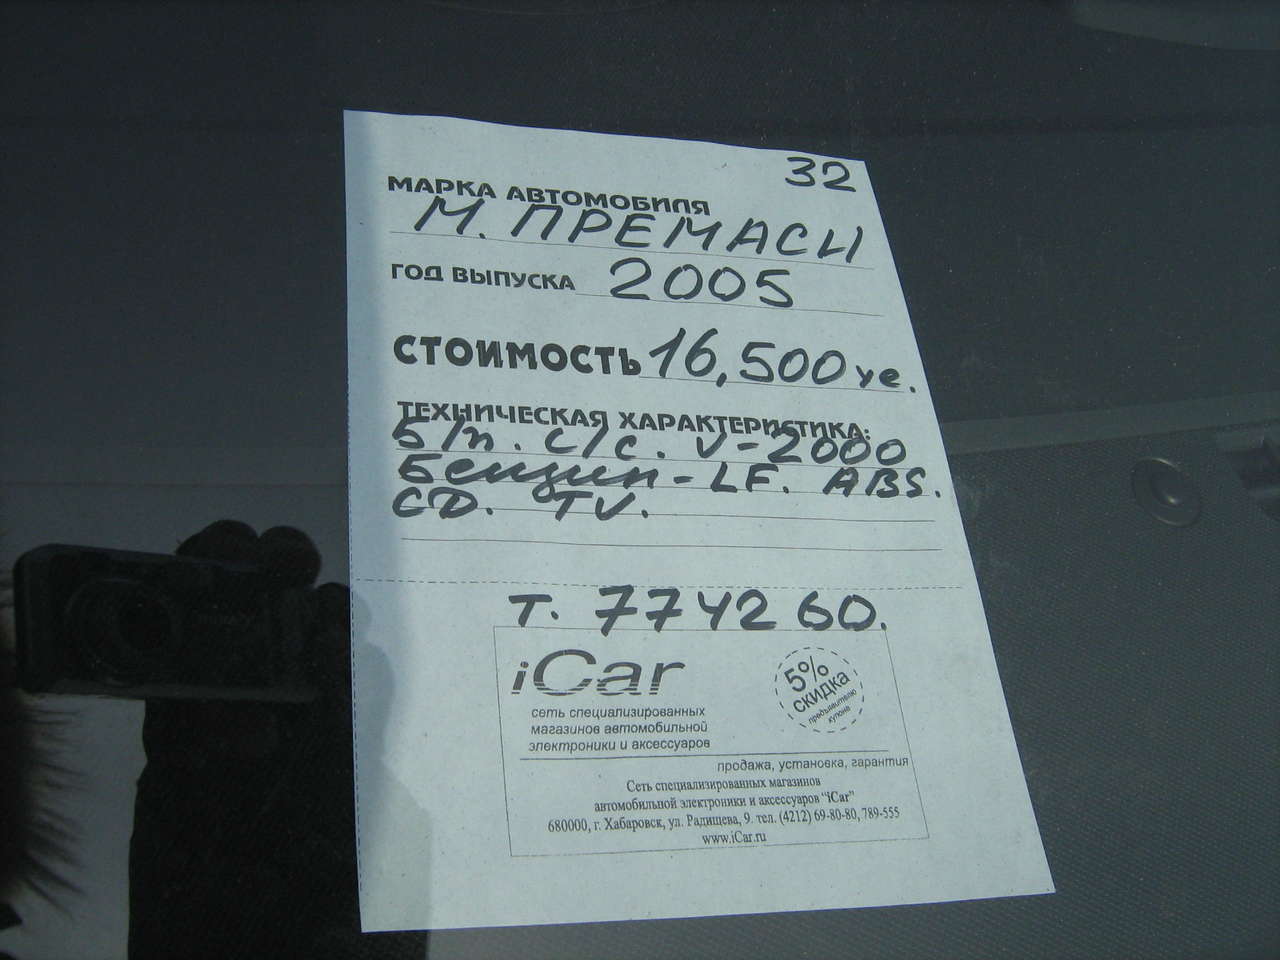 32
МАРКА АВТОМОБИЛЯ
М. ПРЕМАСИ
ГОД ВЫПУСКА 2005
СТОИМОСТЬ 16,500 уе.
ТЕХНИЧЕСКАЯ ХАРАКТЕРИСТИКА:
Б/п. с/с. V-2000
Бензин - LF. ABS.
CD. TV.
Т. 774260.
iCar
5%
СКИДКА
предъявителю
купона
сеть специализированных
магазинов автомобильной
электроники и аксессуаров
продажа, установка, гарантия
Сеть специализированных магазинов
автомобильной электроники и аксессуаров "iCar"
680000, г. Хабаровск, ул. Радищева, 9. тел. (4212) 69-80-80, 789-555
www.iCar.ru